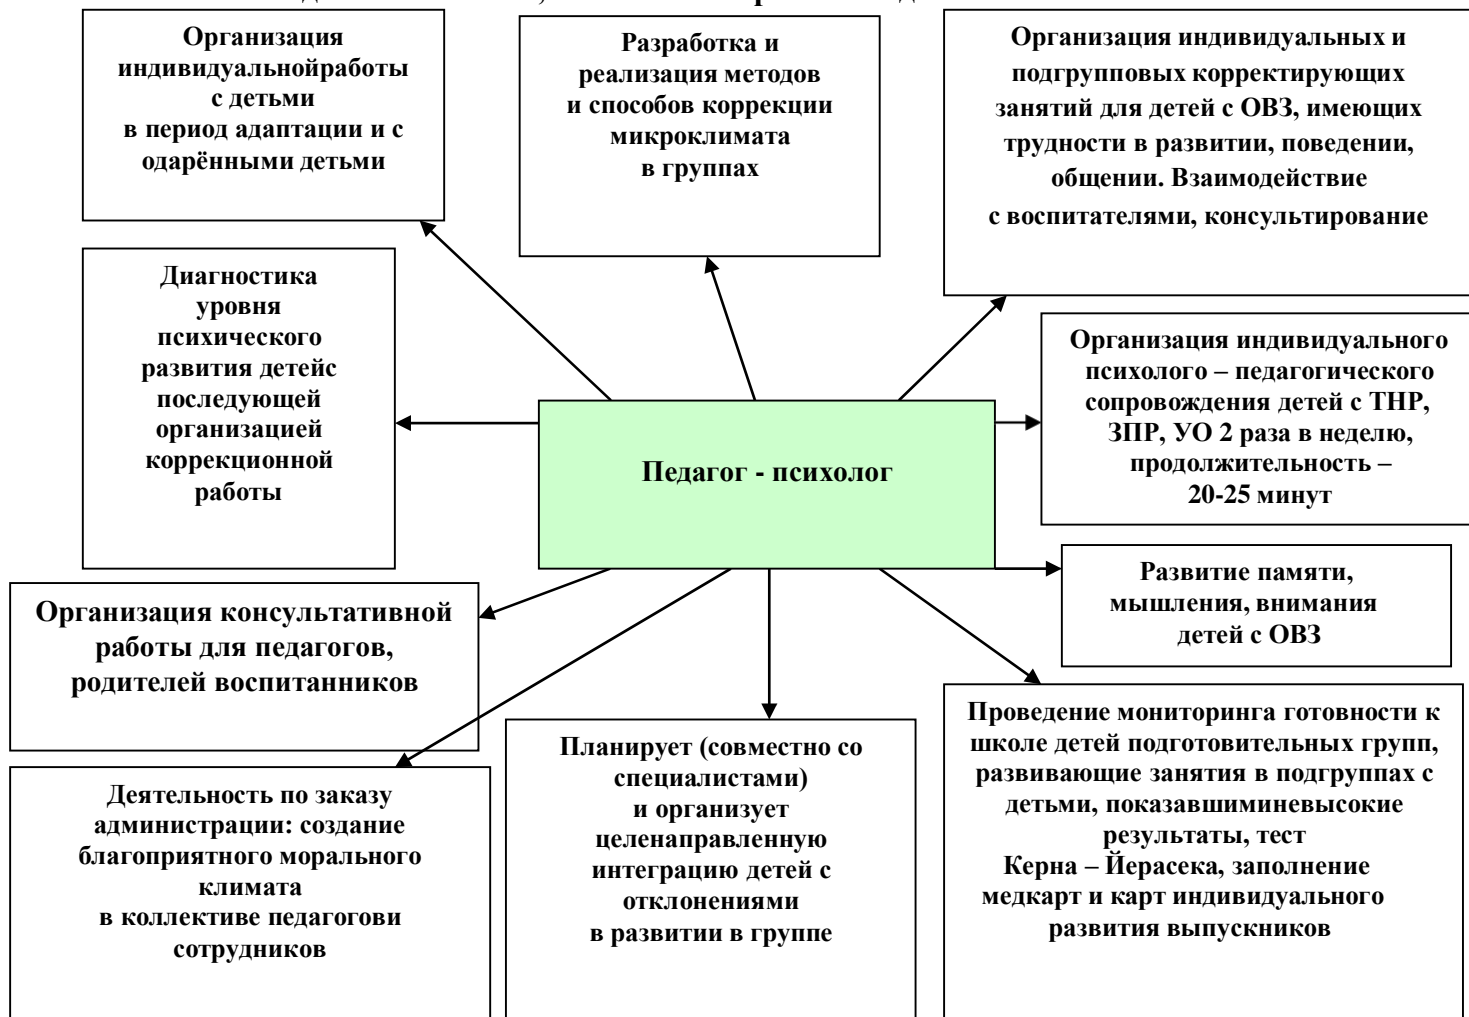 Организация
индивидуальнойработы
с детьми
в период адаптации и с
одарёнными детьми
Разработка и
реализация методов
и способов коррекции
микроклимата
в группах
Организация индивидуальных и
подгрупповых корректирующих
занятий для детей с ОВЗ, имеющих
трудности в развитии, поведении,
общении. Взаимодействие
с воспитателями, консультирование
Диагностика
уровня
психического
развития детейс
последующей
организацией
коррекционной
работы
Организация индивидуального
психолого – педагогического
сопровождения детей с ТНР,
ЗПР, УО 2 раза в неделю,
продолжительность –
20-25 минут
Педагог - психолог
Развитие памяти,
мышления, внимания
детей с ОВЗ
Организация консультативной
работы для педагогов,
родителей воспитанников
Деятельность по заказу
администрации: создание
благоприятного морального
климата
в коллективе педагогови
сотрудников
Планирует (совместно со
специалистами)
и организует
целенаправленную
интеграцию детей с
отклонениями
в развитии в группе
Проведение мониторинга готовности к
школе детей подготовительных групп,
развивающие занятия в подгруппах с
детьми, показавшиминевысокие
результаты, тест
Керна – Йерасека, заполнение
медкарт и карт индивидуального
развития выпускников